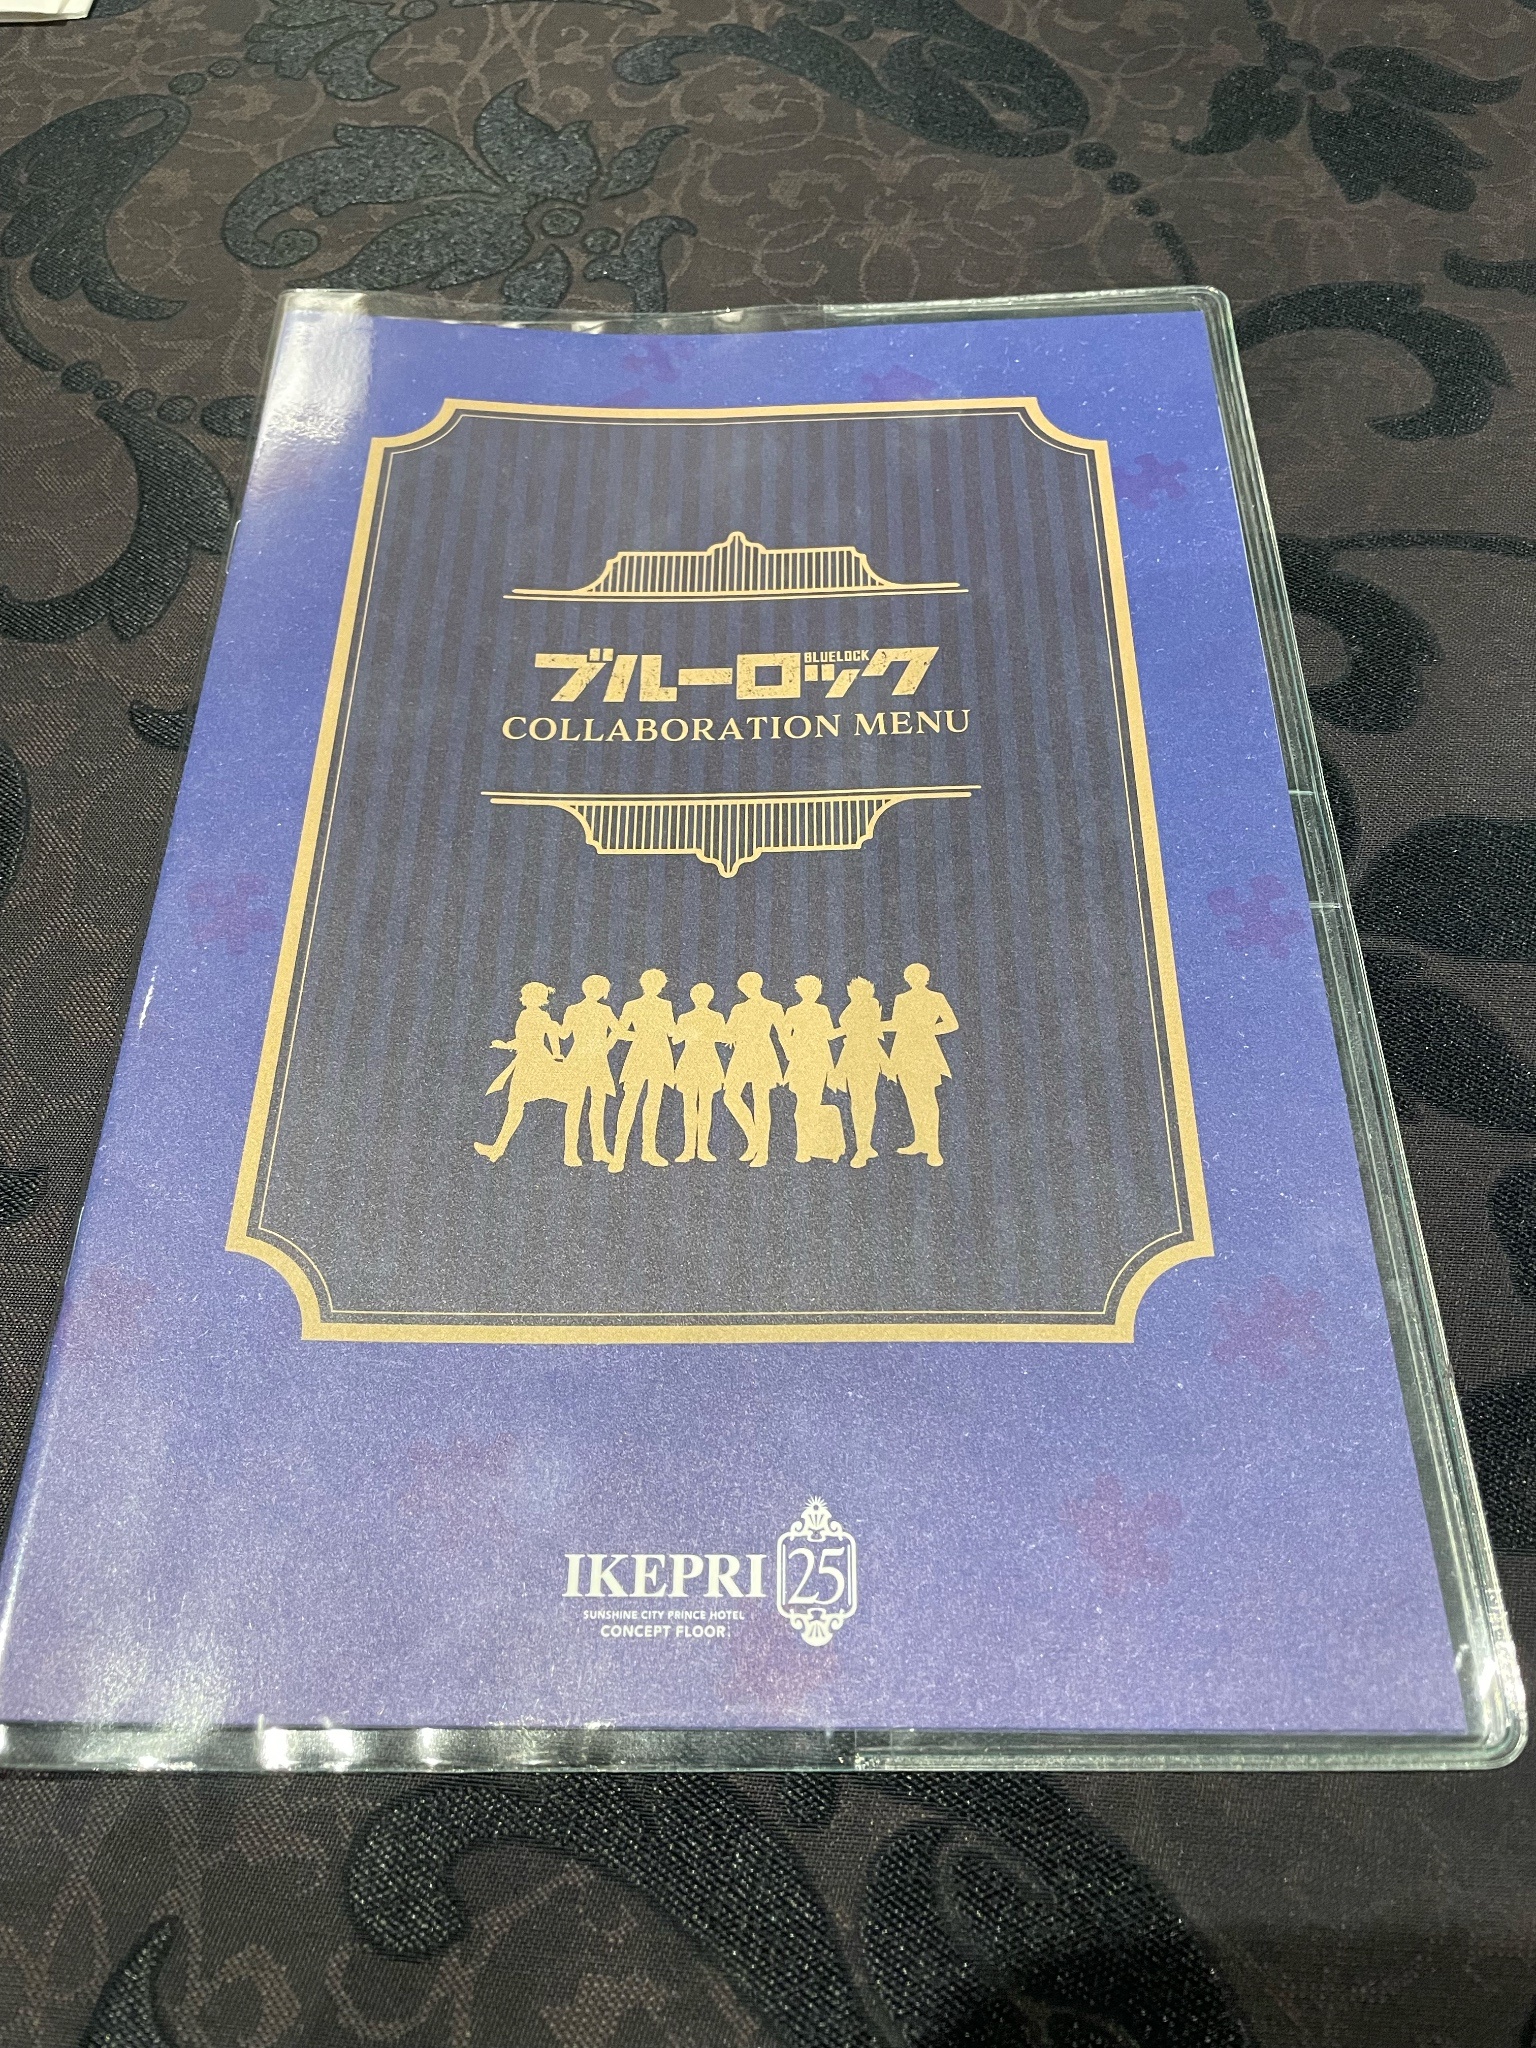 ブルーロック
BLUELOCK
COLLABORATION MENU
IKEPRI 25
SUNSHINE CITY PRINCE HOTEL
CONCEPT FLOOR